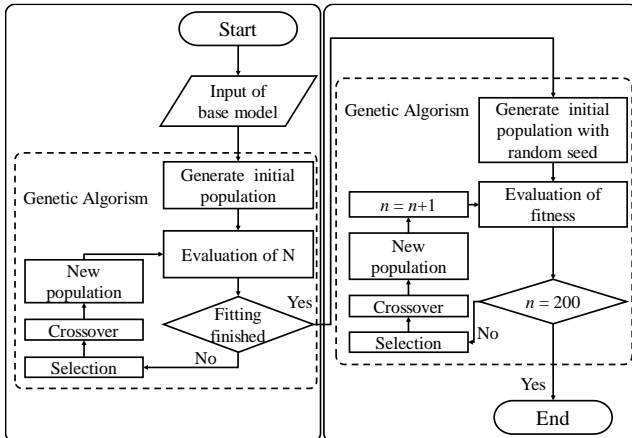 Start
Input of
base model
Genetic Algorism
Generate initial
population
Evaluation of N
New
population
Crossover
Selection
Fitting
finished
Yes
No
Genetic Algorism
Generate initial
population with
random seed
Evaluation of
fitness
n = n+1
New
population
Crossover
Selection
n = 200
No
Yes
End